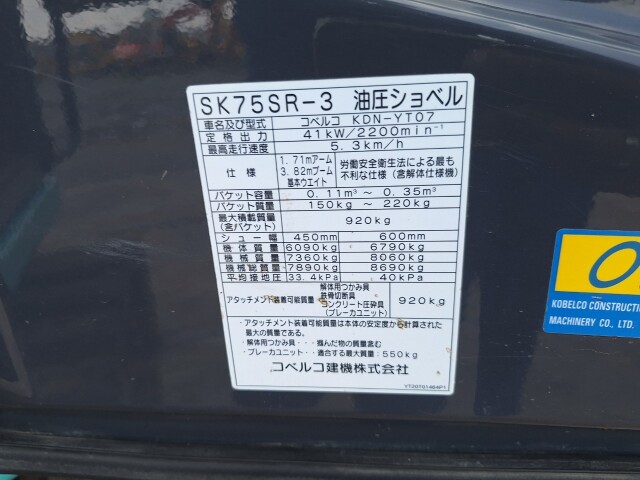 SK75SR-3 油圧ショベル
車名及び型式 コベルコ KDN-YT07
定格出力 41kW/2200min⁻¹
最高走行速度 5.3km/h
仕様 1.71mアーム 3.82mブーム 基本ウエイト 労働安全衛生法による最も不利な仕様（含解体仕様機）
バケット容量 0.11m³ ～ 0.35m³
バケット質量 150kg ～ 220kg
最大積載質量（含バケット） 920kg
シュー幅 450mm 600mm
機体質量 6090kg 6790kg
機械質量 7360kg 8060kg
機械総質量 7890kg 8690kg
平均接地圧 33.4kPa 40kPa
アタッチメント装着可能質量 解体用つかみ具 鉄骨切断具 コンクリート圧砕具 （ブレーカユニット） 920kg
・アタッチメント装着可能質量は本体の安定度から計算された
最大の質量である。
・解体用つかみ具‥掴んだ物の質量含む
・ブレーカユニット‥適合する最大質量は550kg
コベルコ建機株式会社
YT20T01484P1
KOBELCO CONSTRUCTION
MACHINERY CO., LTD.